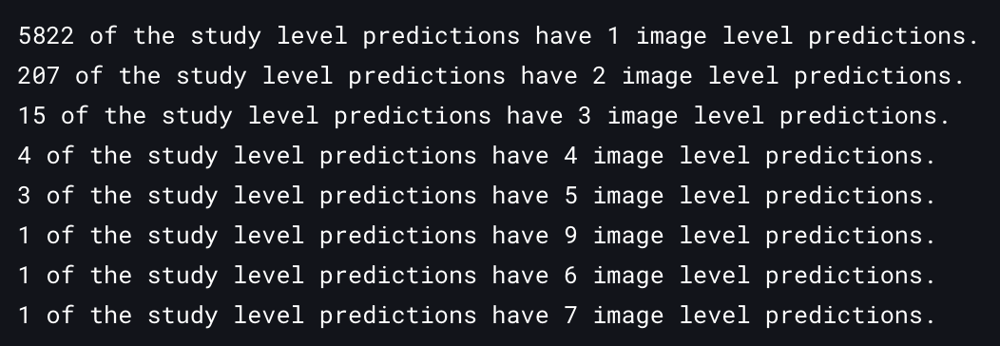 5822 of the study level predictions have 1 image level predictions.
207 of the study level predictions have 2 image level predictions.
15 of the study level predictions have 3 image level predictions.
4 of the study level predictions have 4 image level predictions.
3 of the study level predictions have 5 image level predictions.
1 of the study level predictions have 9 image level predictions.
1 of the study level predictions have 6 image level predictions.
1 of the study level predictions have 7 image level predictions.